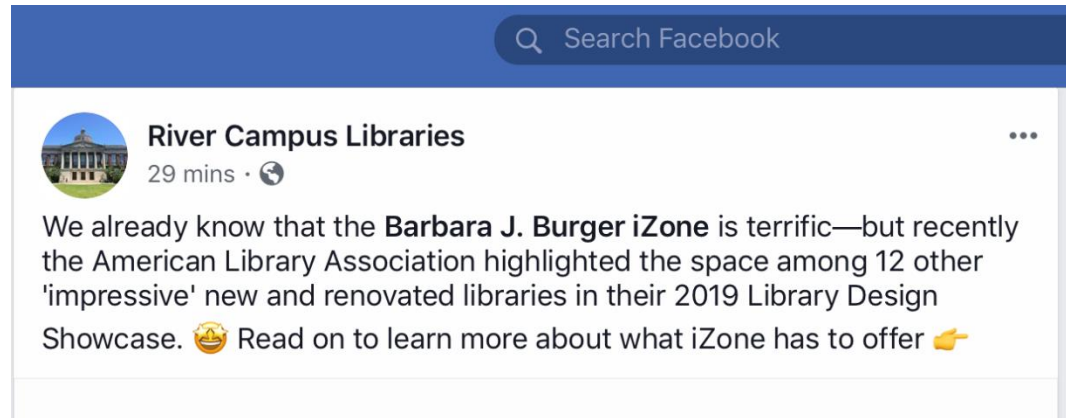 Search Facebook
River Campus Libraries
29 mins ·
We already know that the Barbara J. Burger iZone is terrific—but recently
the American Library Association highlighted the space among 12 other
'impressive' new and renovated libraries in their 2019 Library Design
Showcase. 🤩 Read on to learn more about what iZone has to offer 👉